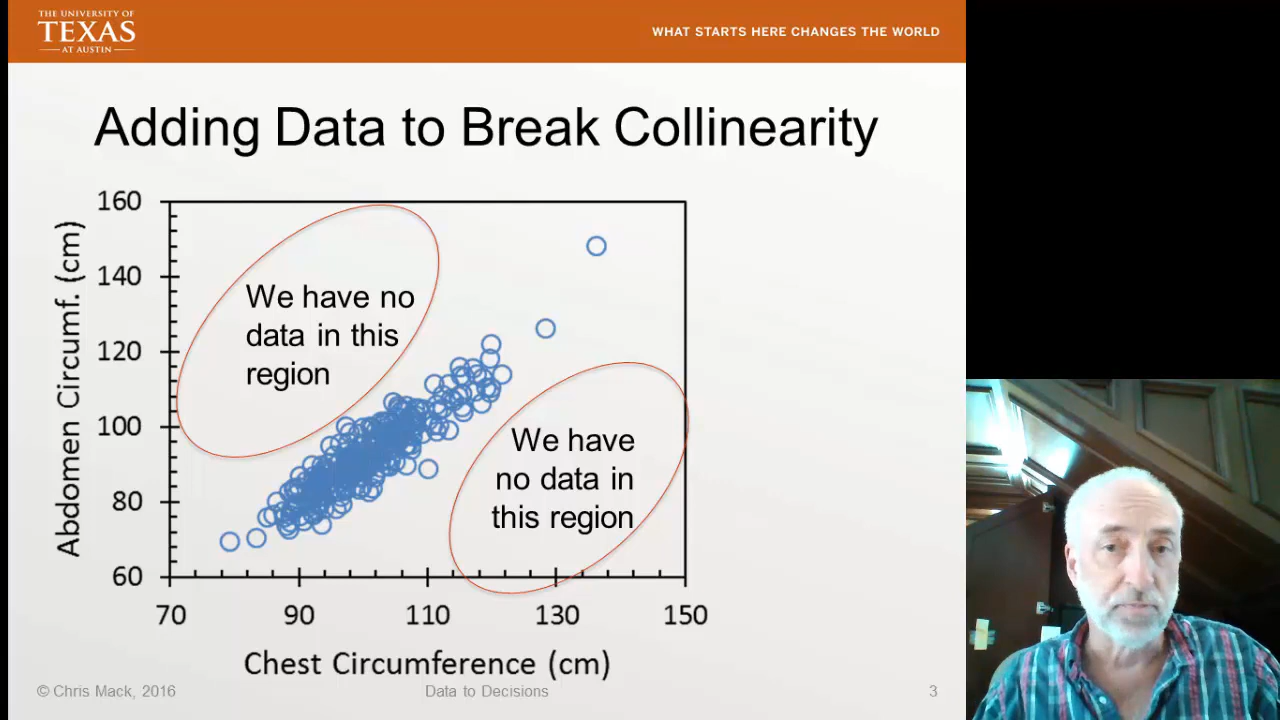 THE UNIVERSITY OF
TEXAS
AT AUSTIN
WHAT STARTS HERE CHANGES THE WORLD
Adding Data to Break Collinearity
160
140
120
100
80
60
Abdomen Circumf. (cm)
We have no
data in this
region
We have
no data in
this region
70
90
110
130
150
Chest Circumference (cm)
© Chris Mack, 2016
Data to Decisions
3